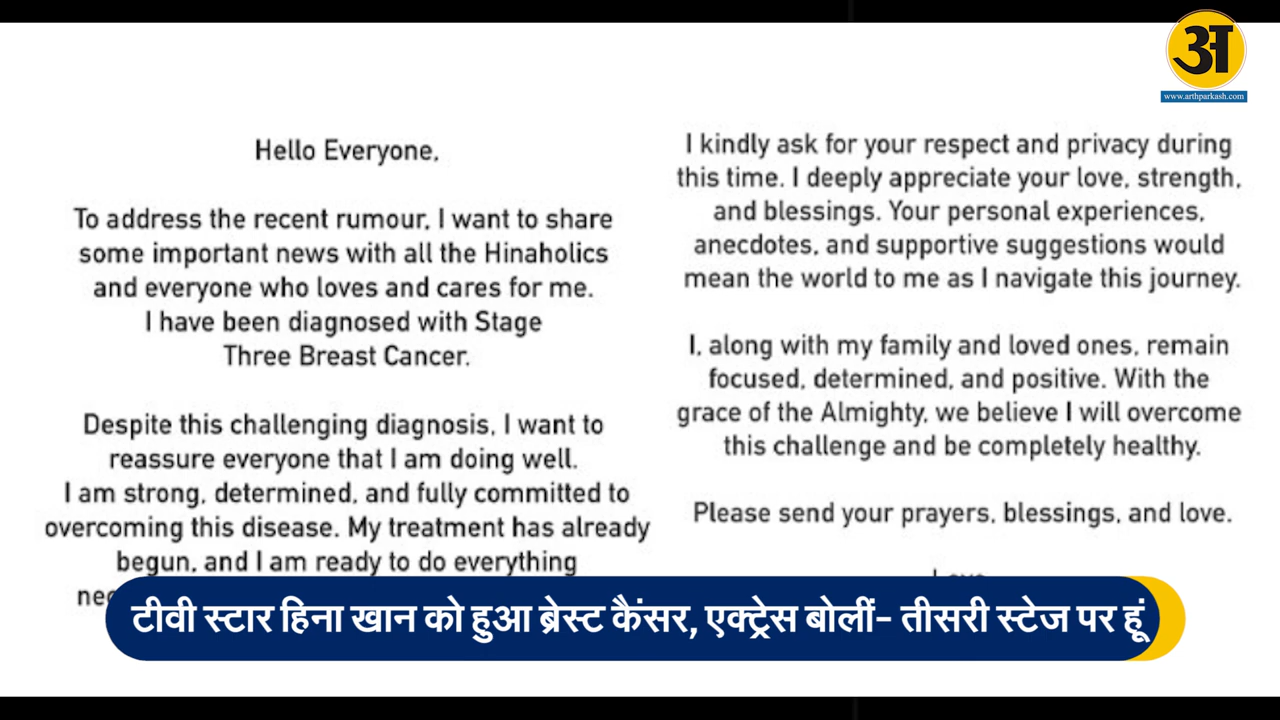 अ
www.arthparkash.com
Hello Everyone,
To address the recent rumour, I want to share
some important news with all the Hinaholics
and everyone who loves and cares for me.
I have been diagnosed with Stage
Three Breast Cancer.
Despite this challenging diagnosis, I want to
reassure everyone that I am doing well.
I am strong, determined, and fully committed to
overcoming this disease. My treatment has already
begun, and I am ready to do everything
I kindly ask for your respect and privacy during
this time. I deeply appreciate your love, strength,
and blessings. Your personal experiences,
anecdotes, and supportive suggestions would
mean the world to me as I navigate this journey.
I, along with my family and loved ones, remain
focused, determined, and positive. With the
grace of the Almighty, we believe I will overcome
this challenge and be completely healthy.
Please send your prayers, blessings, and love.
टीवी स्टार हिना खान को हुआ ब्रेस्ट कैंसर, एक्ट्रेस बोलीं- तीसरी स्टेज पर हूं